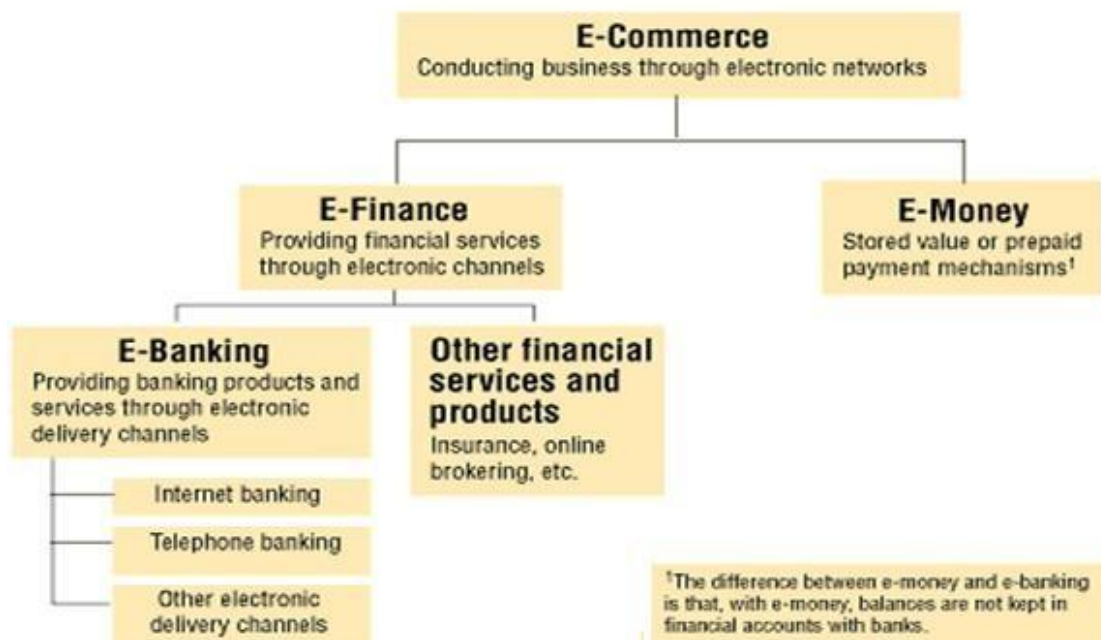 E-Commerce
Conducting business through electronic networks
E-Finance
Providing financial services
through electronic channels
E-Money
Stored value or prepaid
payment mechanisms¹
E-Banking
Providing banking products and
services through electronic
delivery channels
Other financial
services and
products
Insurance, online
brokering, etc.
Internet banking
Telephone banking
Other electronic
delivery channels
¹The difference between e-money and e-banking
is that, with e-money, balances are not kept in
financial accounts with banks.